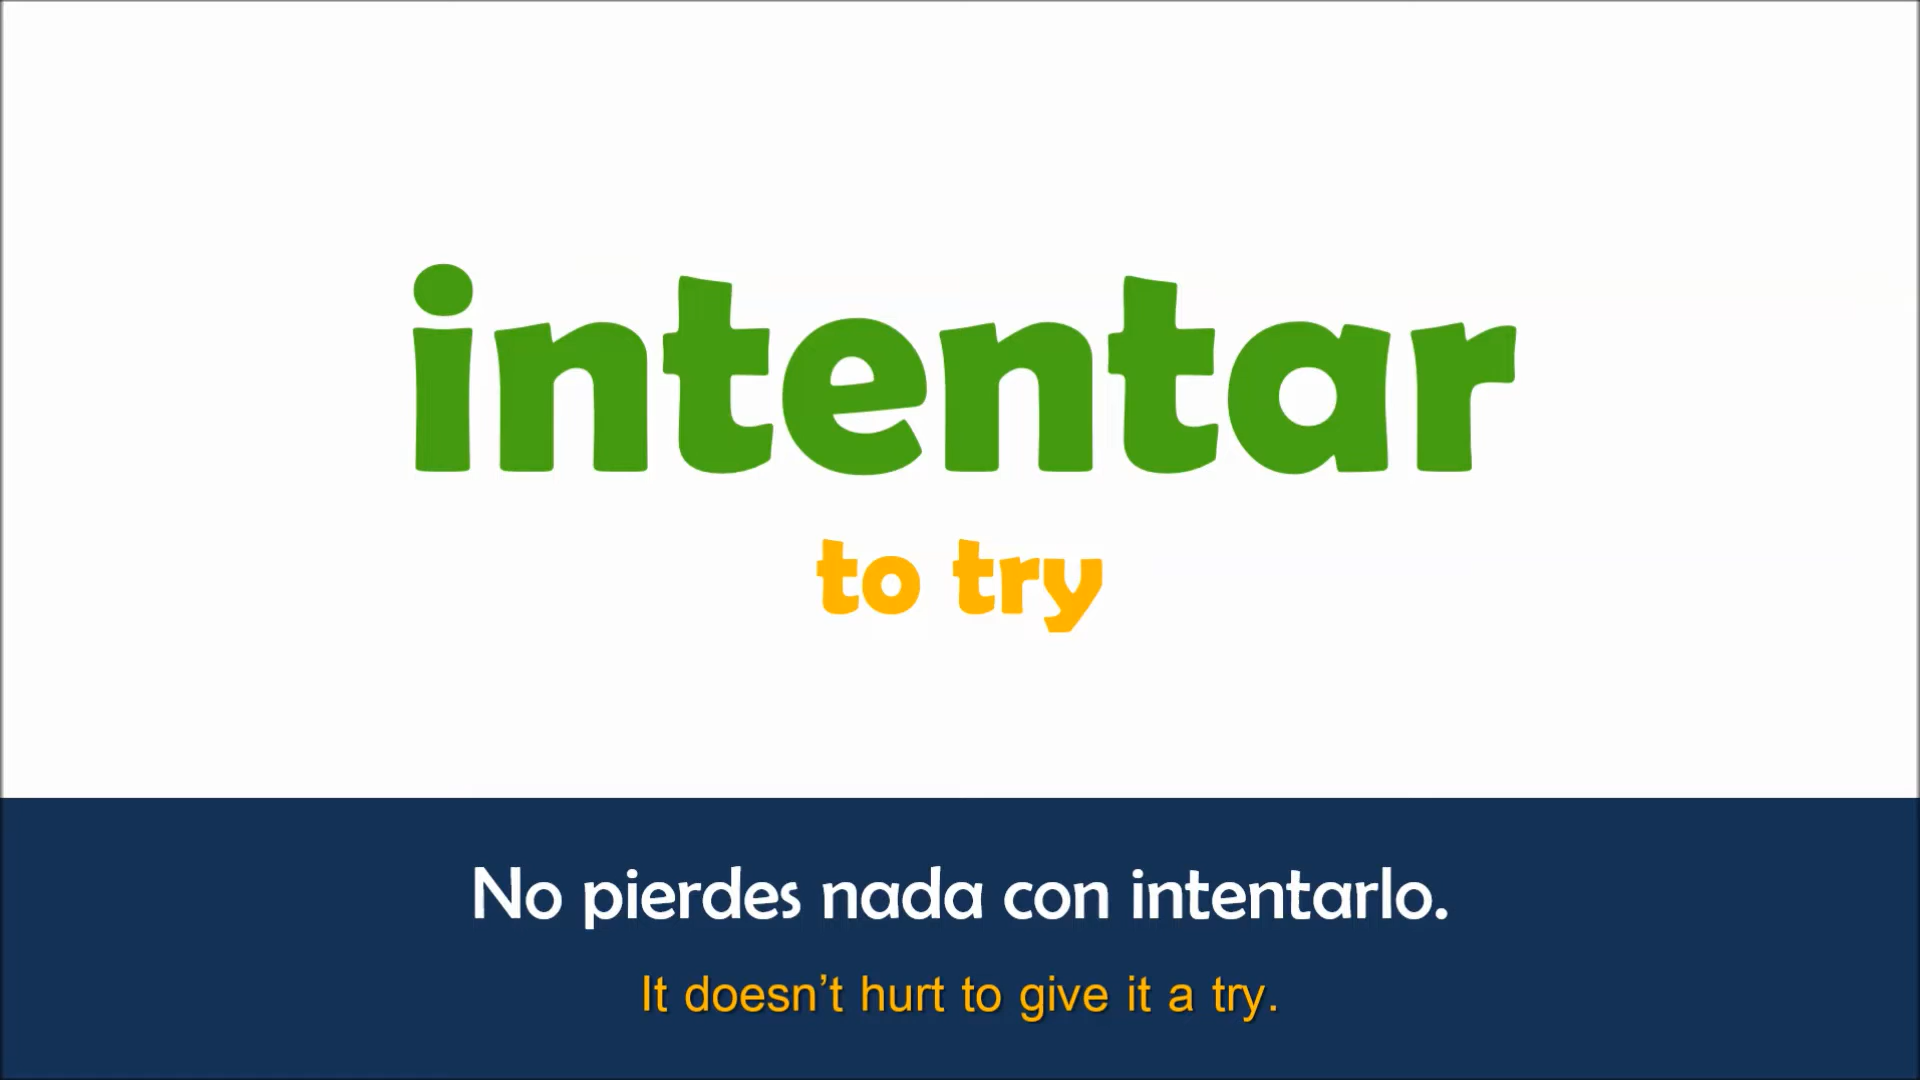 intentar
to try
No pierdes nada con intentarlo.
It doesn’t hurt to give it a try.